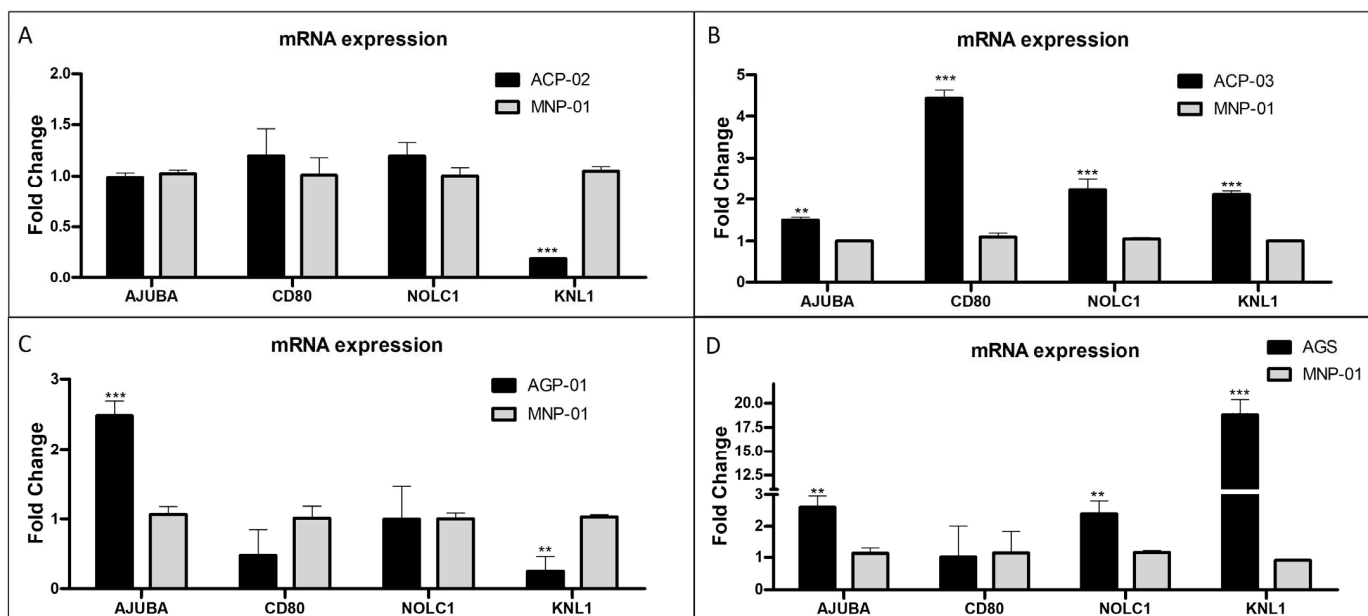 A
mRNA expression
ACP-02
MNP-01
Fold Change
2.0
1.5
1.0
0.5
0.0
***
AJUBA CD80 NOLC1 KNL1
B
mRNA expression
ACP-03
MNP-01
Fold Change
5
4
3
2
1
0
** *** *** ***
AJUBA CD80 NOLC1 KNL1
C
mRNA expression
AGP-01
MNP-01
Fold Change
3
2
1
0
*** **
AJUBA CD80 NOLC1 KNL1
D
mRNA expression
AGS
MNP-01
Fold Change
20.0
17.5
15.0
12.5
3
2
1
0
** ** ***
AJUBA CD80 NOLC1 KNL1